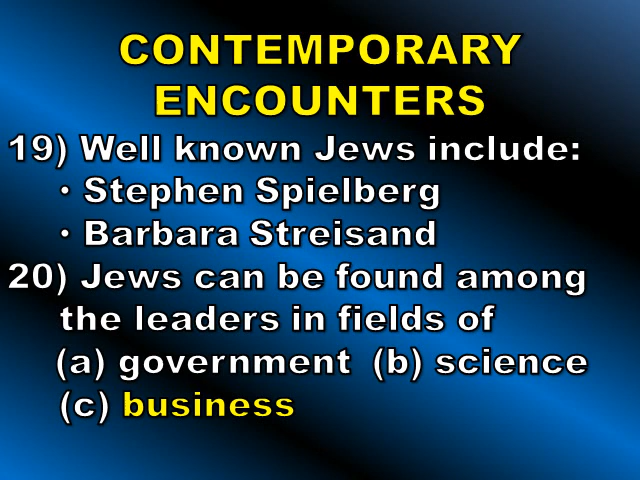 CONTEMPORARY
ENCOUNTERS
19) Well known Jews include:
• Stephen Spielberg
• Barbara Streisand
20) Jews can be found among
the leaders in fields of
(a) government (b) science
(c) business